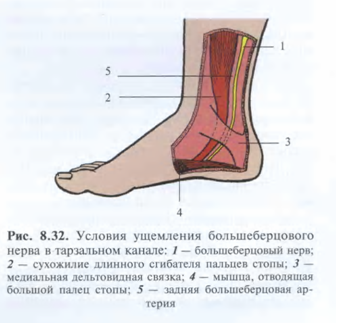 1
5
2
3
4
Рис. 8.32. Условия ущемления большеберцового
нерва в тарзальном канале: 1 — большеберцовый нерв;
2 — сухожилие длинного сгибателя пальцев стопы; 3 —
медиальная дельтовидная связка; 4 — мышца, отводящая
большой палец стопы; 5 — задняя большеберцовая ар-
терия